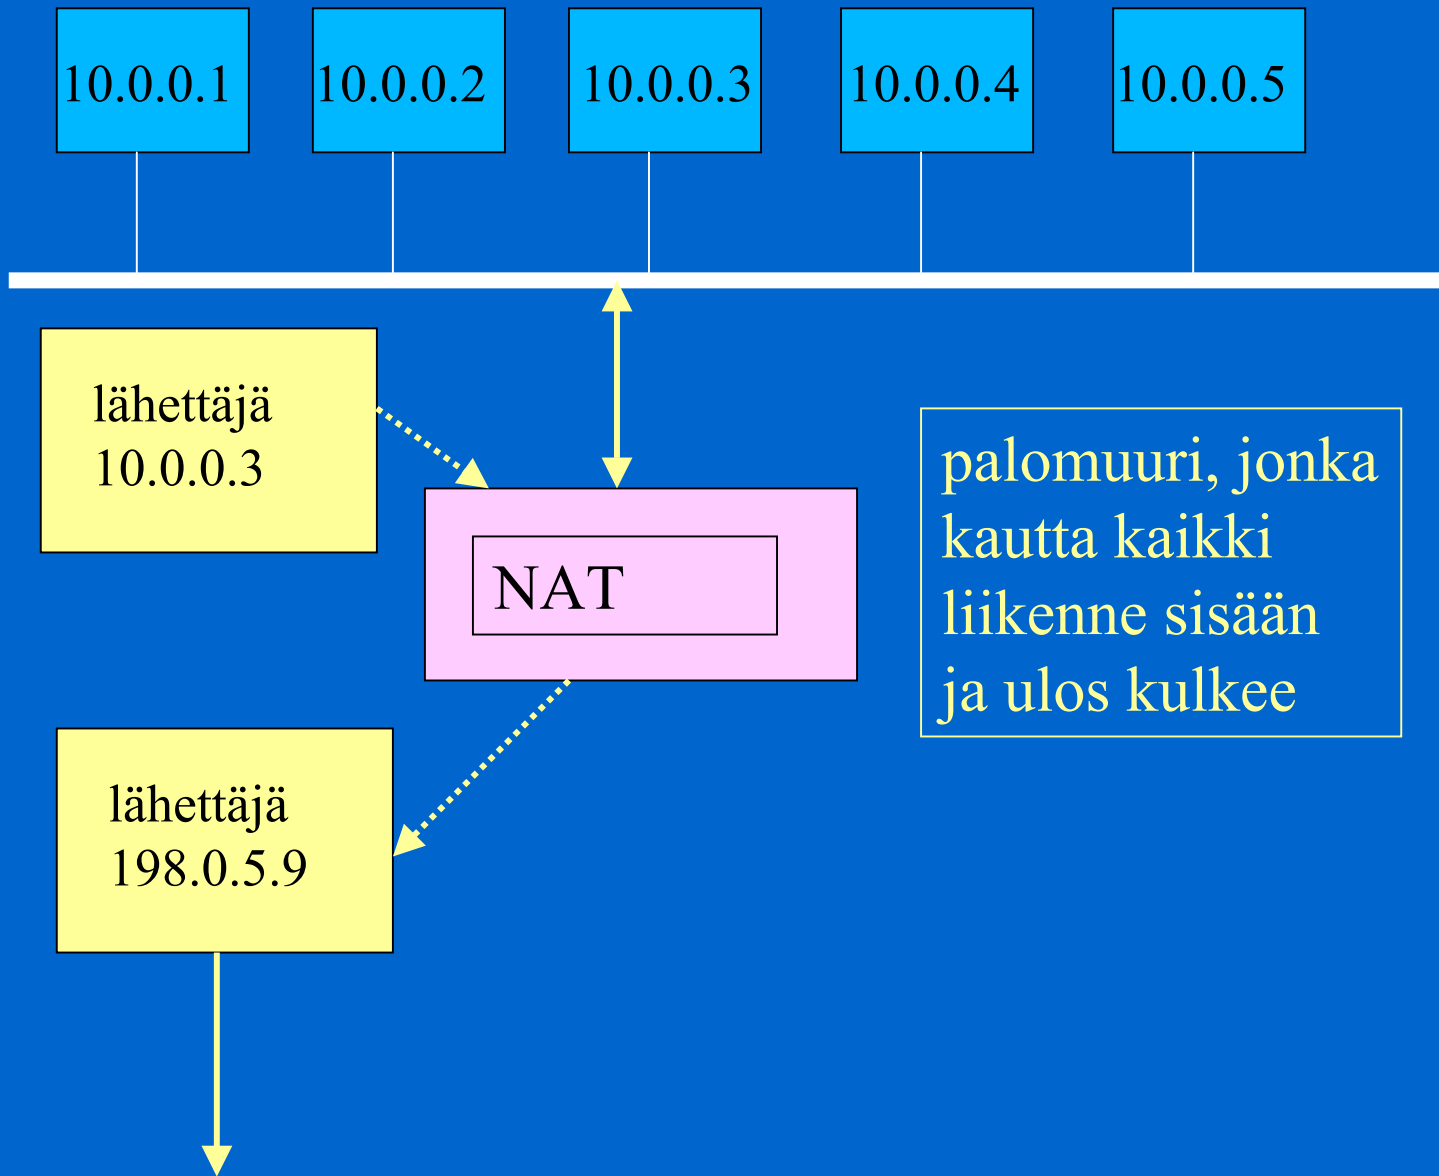 10.0.0.1
10.0.0.2
10.0.0.3
10.0.0.4
10.0.0.5
lähettäjä
10.0.0.3
NAT
palomuuri, jonka
kautta kaikki
liikenne sisään
ja ulos kulkee
lähettäjä
198.0.5.9